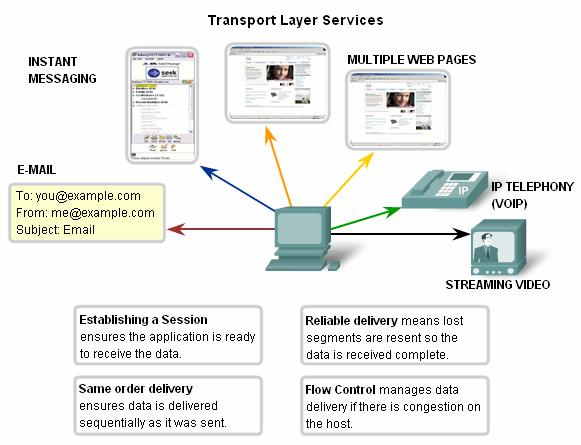 Transport Layer Services
INSTANT
MESSAGING
seek
MULTIPLE WEB PAGES
E-MAIL
To: you@example.com
From: me@example.com
Subject: Email
IP
IP TELEPHONY
(VOIP)
STREAMING VIDEO
Establishing a Session
ensures the application is ready
to receive the data.
Reliable delivery means lost
segments are resent so the
data is received complete.
Same order delivery
ensures data is delivered
sequentially as it was sent.
Flow Control manages data
delivery if there is congestion on
the host.